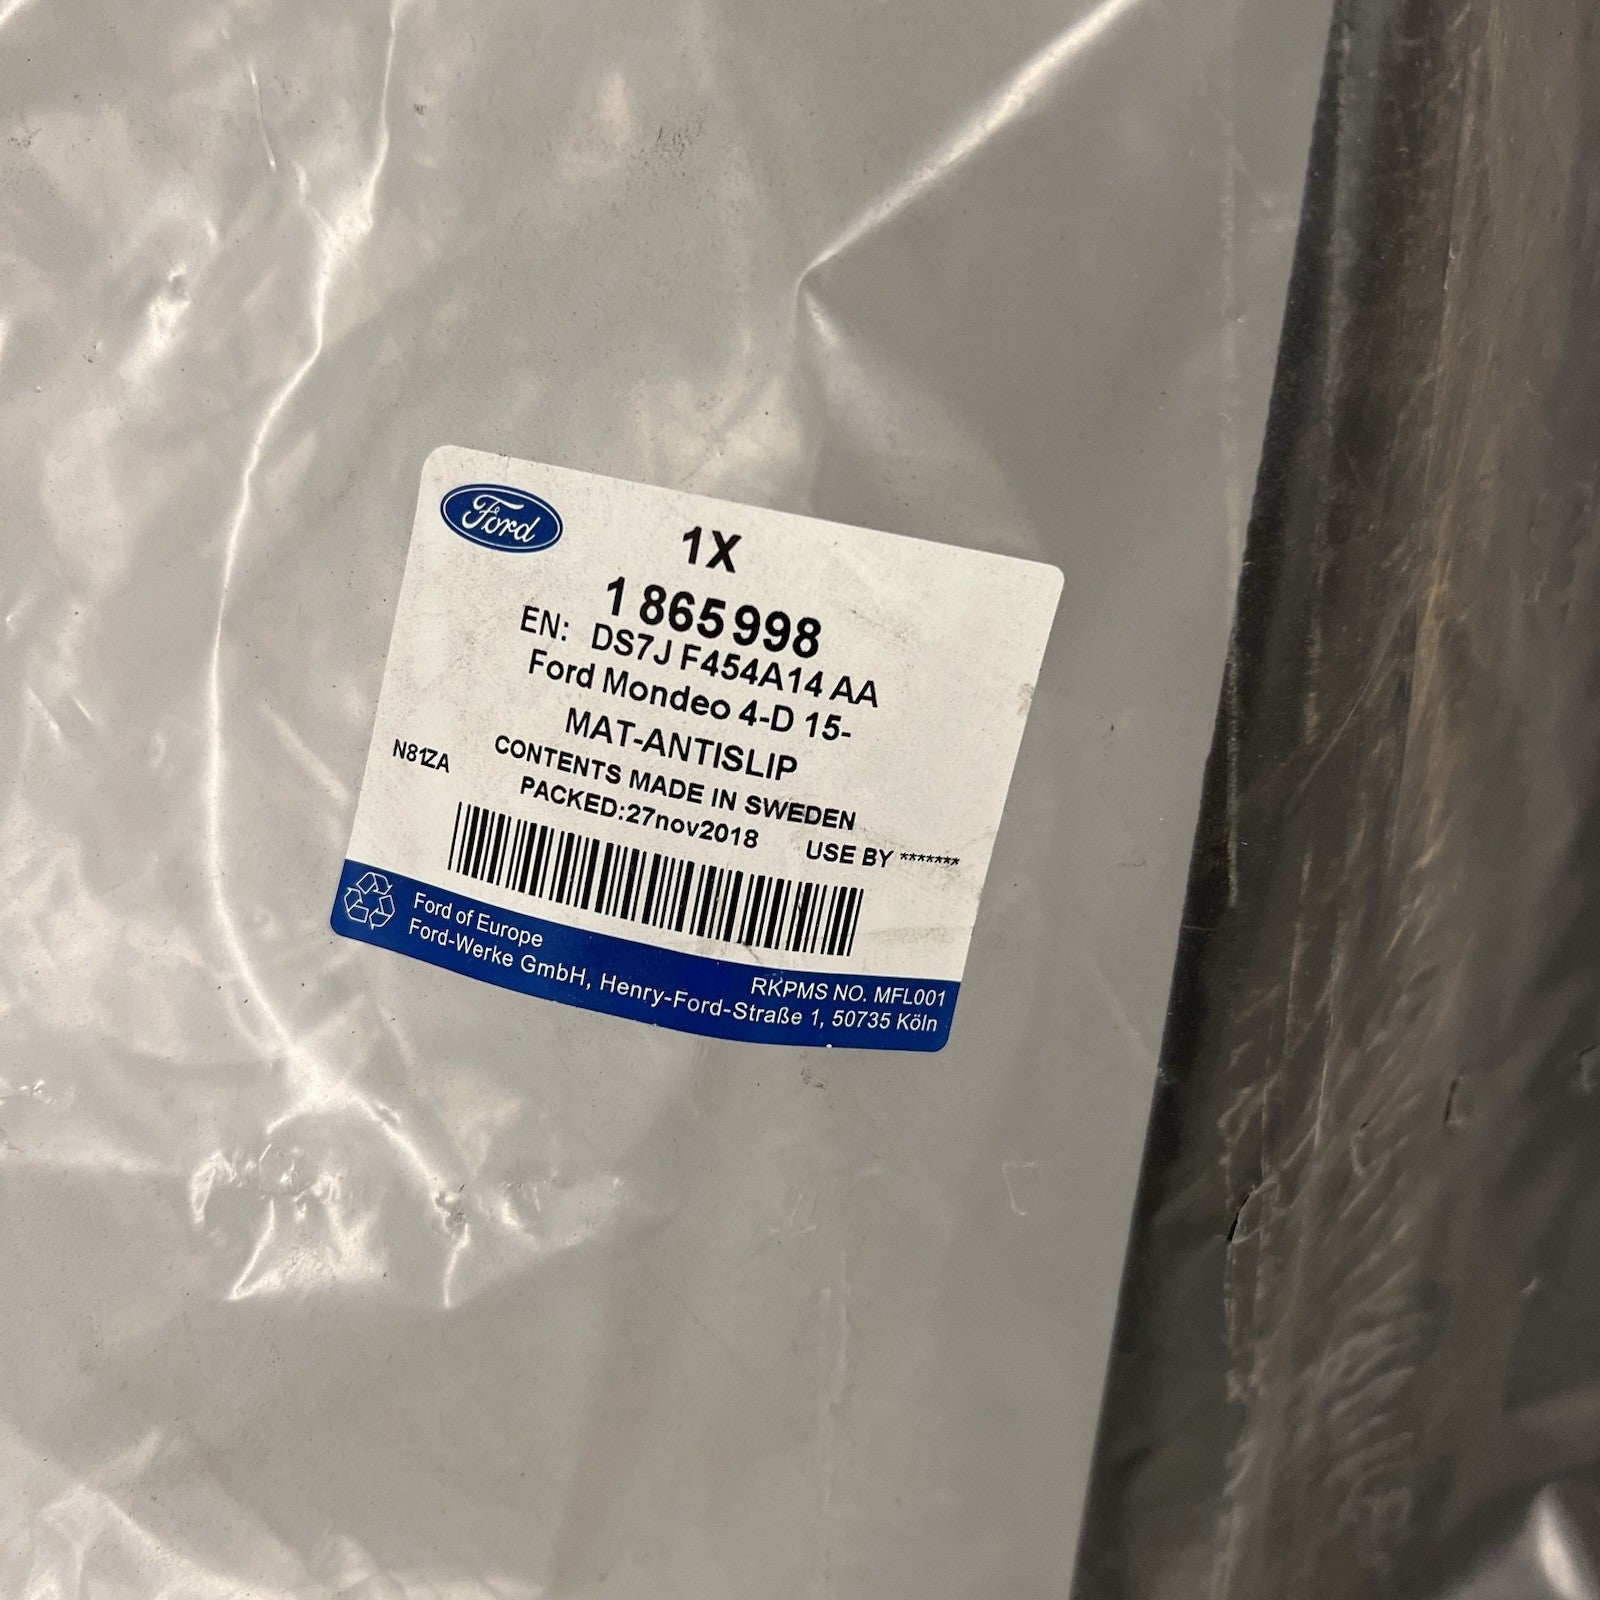 Ford
1X
1 865 998
EN: DS7J F454A14 AA
Ford Mondeo 4-D 15-
MAT-ANTISLIP
N81ZA
CONTENTS MADE IN SWEDEN
PACKED:27nov2018
USE BY *******
Ford of Europe
RKPMS NO. MFL001
Ford-Werke GmbH, Henry-Ford-Straße 1, 50735 Köln